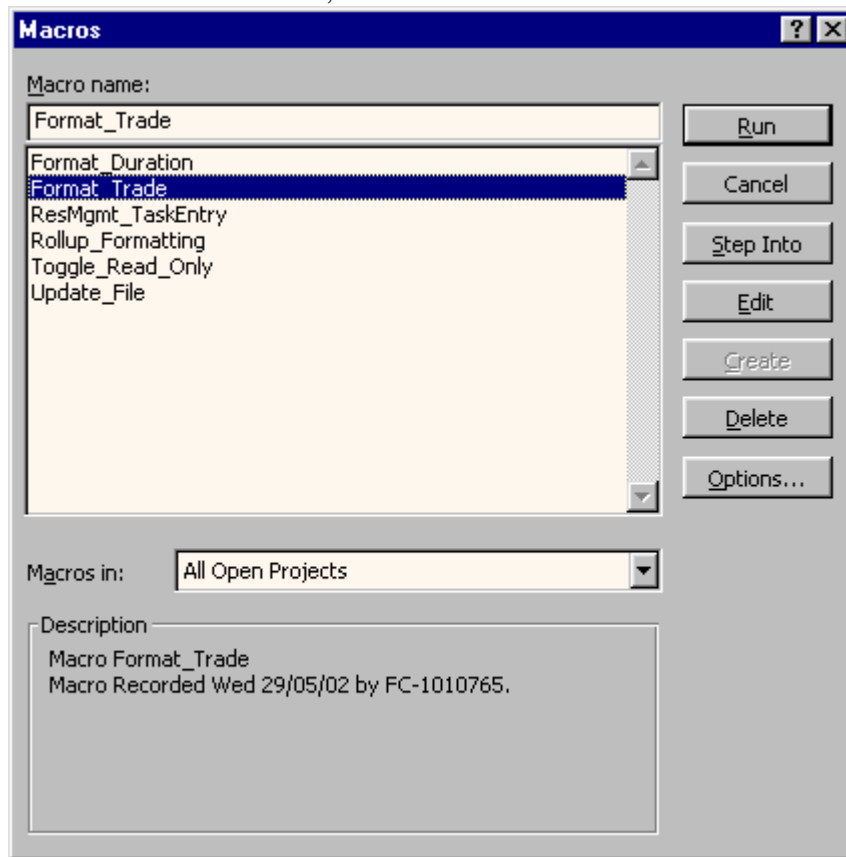 Macros
Macro name:
Format_Trade
Run
Format_Duration
Format_Trade
ResMgmt_TaskEntry
Rollup_Formatting
Toggle_Read_Only
Update_File
Cancel
Step Into
Edit
Create
Delete
Options...
Macros in:
All Open Projects
Description
Macro Format_Trade
Macro Recorded Wed 29/05/02 by FC-1010765.